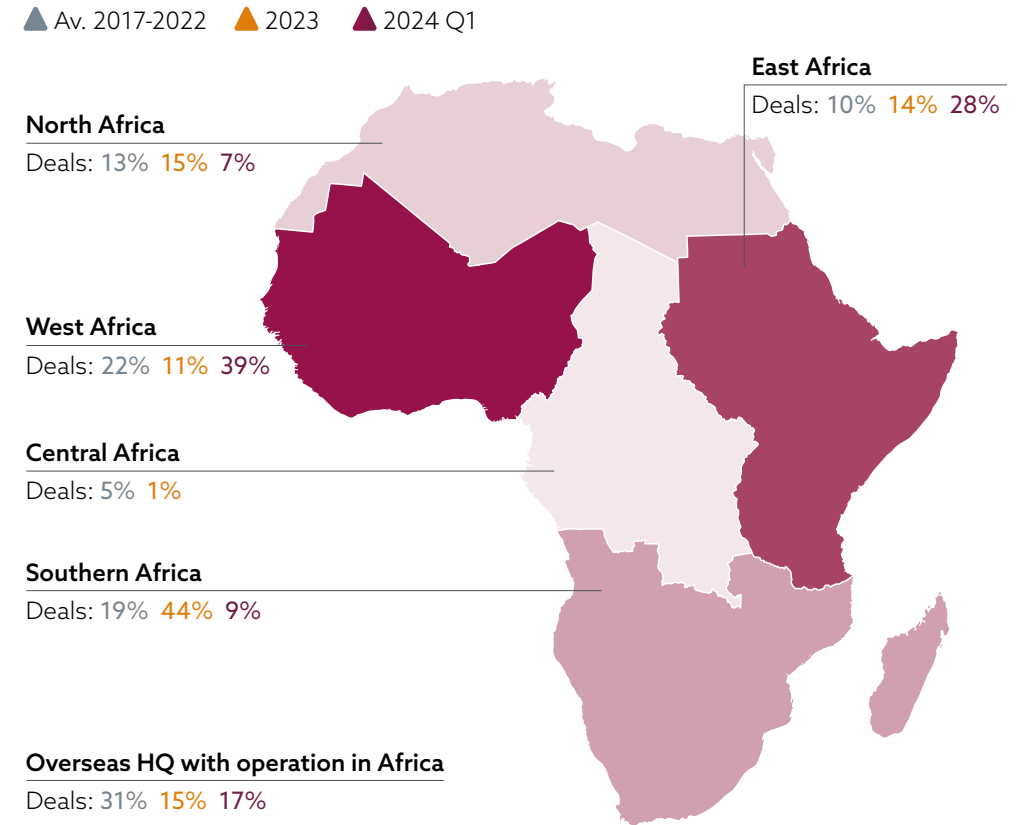 Av. 2017-2022 2023 2024 Q1
East Africa
Deals: 10% 14% 28%
North Africa
Deals: 13% 15% 7%
West Africa
Deals: 22% 11% 39%
Central Africa
Deals: 5% 1%
Southern Africa
Deals: 19% 44% 9%
Overseas HQ with operation in Africa
Deals: 31% 15% 17%